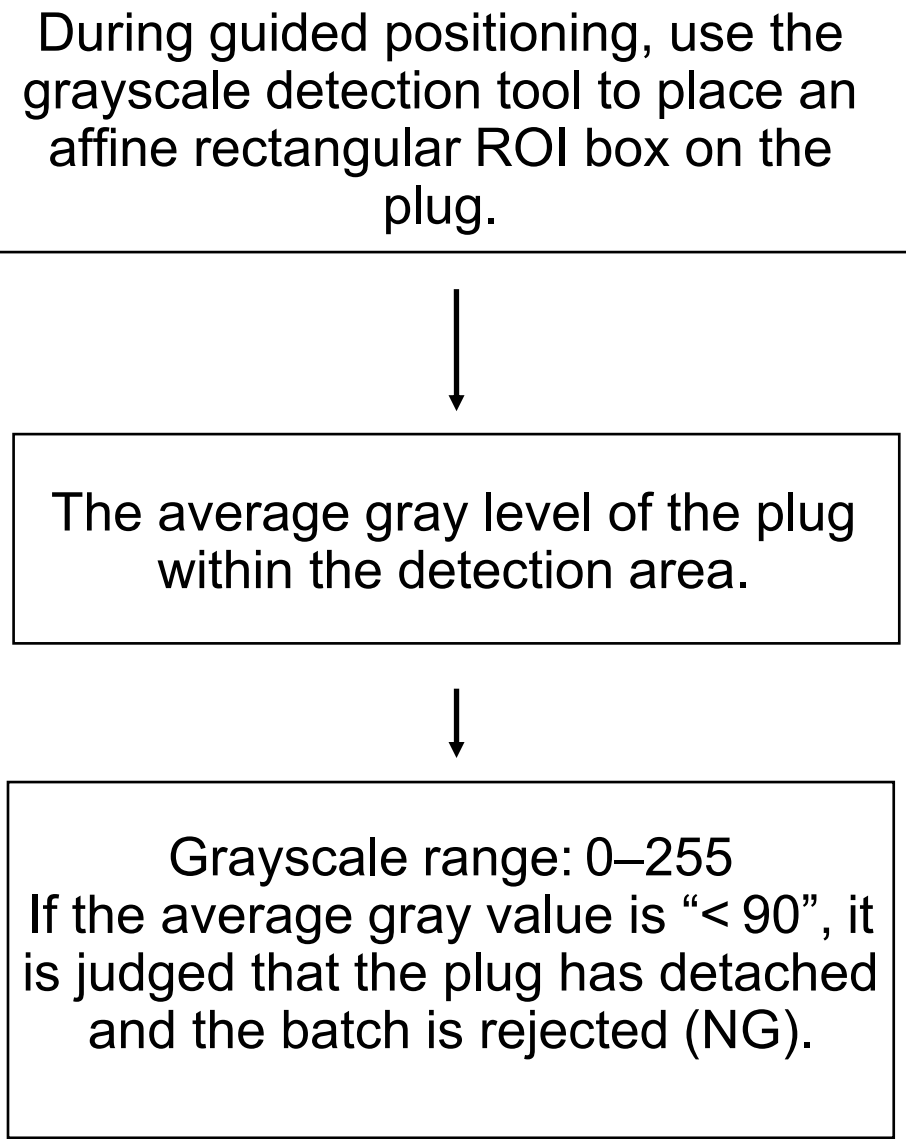 During guided positioning, use the
grayscale detection tool to place an
affine rectangular ROI box on the
plug.
The average gray level of the plug
within the detection area.
Grayscale range: 0–255
If the average gray value is “< 90”, it
is judged that the plug has detached
and the batch is rejected (NG).